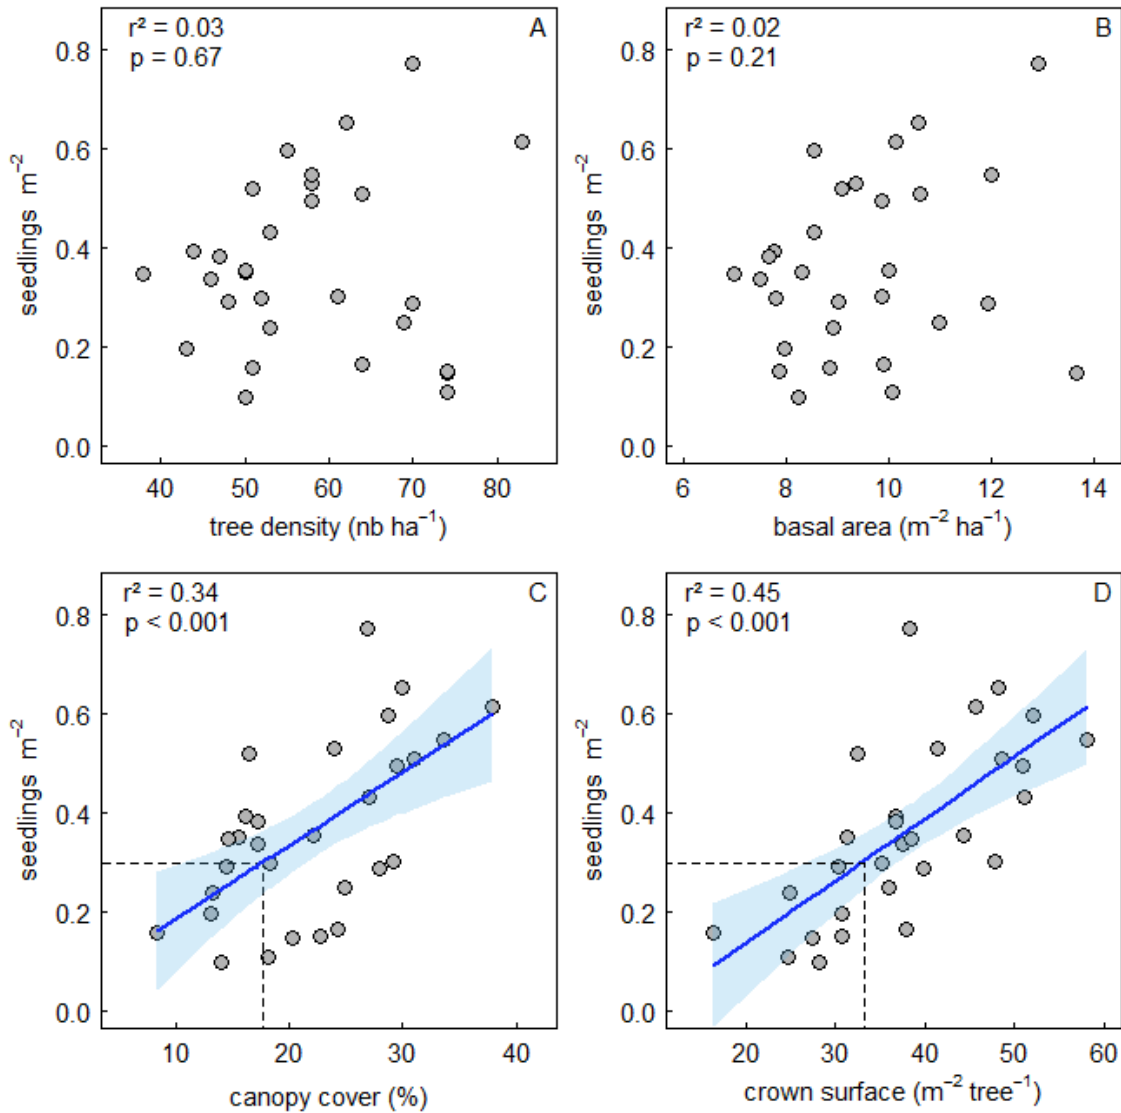 r² = 0.03
p = 0.67
A
0.8
0.6
0.4
0.2
0.0
seedlings m⁻²
40 50 60 70 80
tree density (nb ha⁻¹)
r² = 0.02
p = 0.21
B
0.8
0.6
0.4
0.2
0.0
seedlings m⁻²
6 8 10 12 14
basal area (m⁻² ha⁻¹)
r² = 0.34
p < 0.001
C
0.8
0.6
0.4
0.2
0.0
seedlings m⁻²
10 20 30 40
canopy cover (%)
r² = 0.45
p < 0.001
D
0.8
0.6
0.4
0.2
0.0
seedlings m⁻²
20 30 40 50 60
crown surface (m⁻² tree⁻¹)